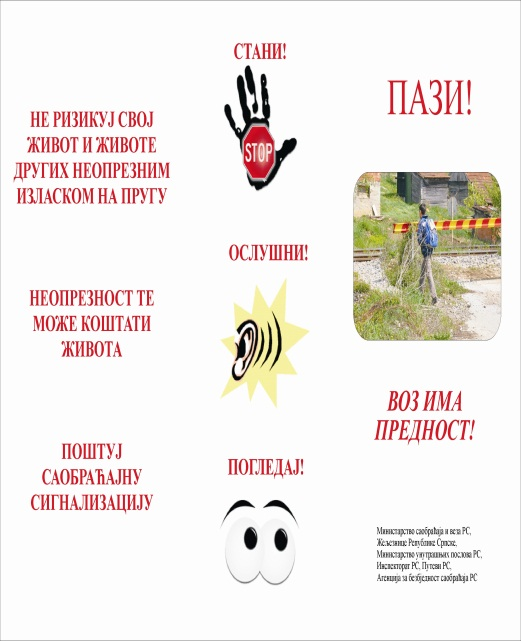 НЕ РИЗИКУЈ СВОЈ
ЖИВОТ И ЖИВОТЕ
ДРУГИХ НЕОПРЕЗНИМ
ИЗЛАСКОМ НА ПРУГУ
НЕОПРЕЗНОСТ ТЕ
МОЖЕ КОШТАТИ
ЖИВОТА
ПОШТУЈ
САОБРАЋАЈНУ
СИГНАЛИЗАЦИЈУ
СТАНИ!
STOP
ОСЛУШНИ!
ПОГЛЕДАЈ!
ПАЗИ!
ВОЗ ИМА
ПРЕДНОСТ!
Министарство саобраћаја и веза РС,
Жељезнице Републике Српске,
Министарство унутрашњих послова РС,
Инспекторат РС, Путеви РС,
Агенција за безбједност саобраћаја РС